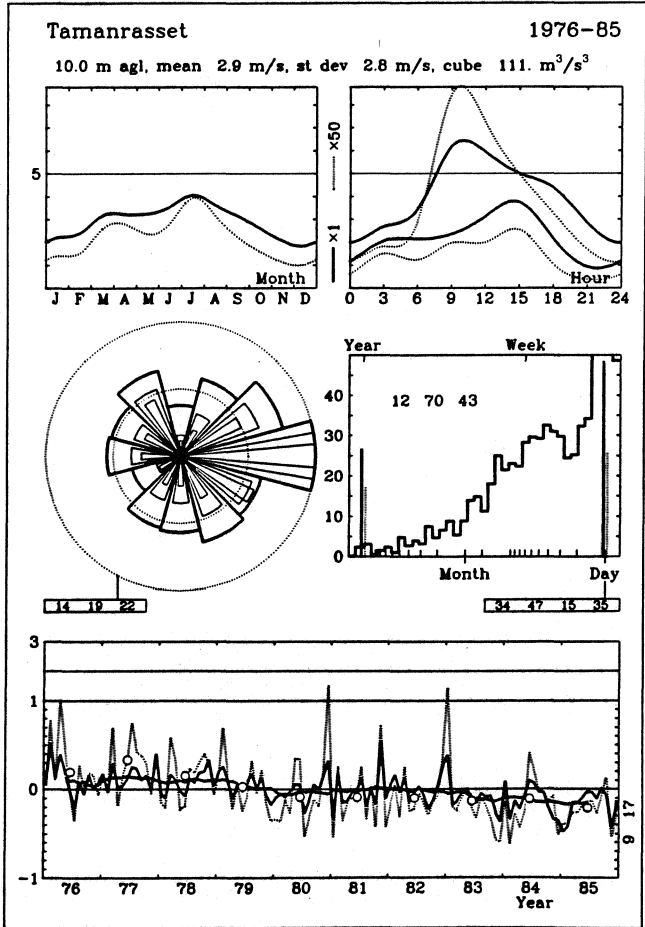 Tamanrasset 1976-85
10.0 m agl, mean 2.9 m/s, st dev 2.8 m/s, cube 111. m³/s³
5
×1 ×50
Month
J F M A M J J A S O N D
Hour
0 3 6 9 12 15 18 21 24
Year Week
40
30
20
10
0
12 70 43
Month Day
14 19 22
34 47 15 35
3
1
0
-1
9 17
76 77 78 79 80 81 82 83 84 85
Year